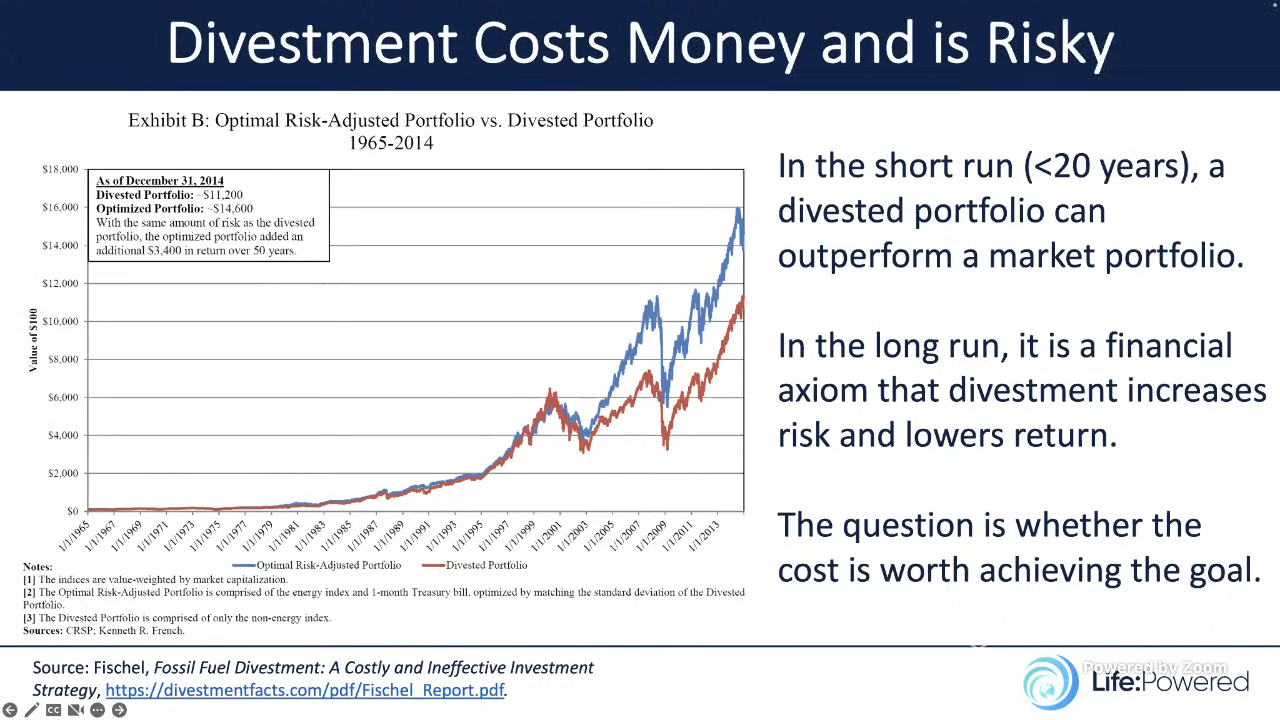 Divestment Costs Money and is Risky
Exhibit B: Optimal Risk-Adjusted Portfolio vs. Divested Portfolio
1965-2014
$18,000
$16,000
$14,000
$12,000
$10,000
$8,000
$6,000
$4,000
$2,000
$0
Value of $100
As of December 31, 2014
Divested Portfolio: ~$11,200
Optimized Portfolio: ~$14,600
With the same amount of risk as the divested
portfolio, the optimized portfolio added an
additional $3,400 in return over 50 years.
1/1/1965
1/1/1967
1/1/1969
1/1/1971
1/1/1973
1/1/1975
1/1/1977
1/1/1979
1/1/1981
1/1/1983
1/1/1985
1/1/1987
1/1/1989
1/1/1991
1/1/1993
1/1/1995
1/1/1997
1/1/1999
1/1/2001
1/1/2003
1/1/2005
1/1/2007
1/1/2009
1/1/2011
1/1/2013
Optimal Risk-Adjusted Portfolio
Divested Portfolio
Notes:
[1] The indices are value-weighted by market capitalization.
[2] The Optimal Risk-Adjusted Portfolio is comprised of the energy index and 1-month Treasury bill, optimized by matching the standard deviation of the Divested
Portfolio.
[3] The Divested Portfolio is comprised of only the non-energy index.
Sources: CRSP; Kenneth R. French.
In the short run (<20 years), a
divested portfolio can
outperform a market portfolio.
In the long run, it is a financial
axiom that divestment increases
risk and lowers return.
The question is whether the
cost is worth achieving the goal.
Source: Fischel, Fossil Fuel Divestment: A Costly and Ineffective Investment
Strategy, https://divestmentfacts.com/pdf/Fischel_Report.pdf.
Powered by Zoom
Life:Powered